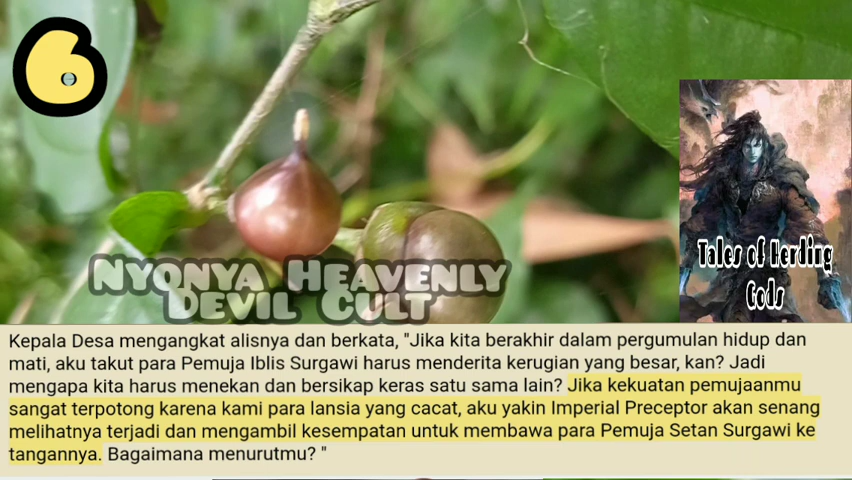 6
Nyonya Heavenly
Devil Cult
Tales of Herding
Gods
Kepala Desa mengangkat alisnya dan berkata, "Jika kita berakhir dalam pergumulan hidup dan
mati, aku takut para Pemuja Iblis Surgawi harus menderita kerugian yang besar, kan? Jadi
mengapa kita harus menekan dan bersikap keras satu sama lain? Jika kekuatan pemujaanmu
sangat terpotong karena kami para lansia yang cacat, aku yakin Imperial Preceptor akan senang
melihatnya terjadi dan mengambil kesempatan untuk membawa para Pemuja Setan Surgawi ke
tangannya. Bagaimana menurutmu? "